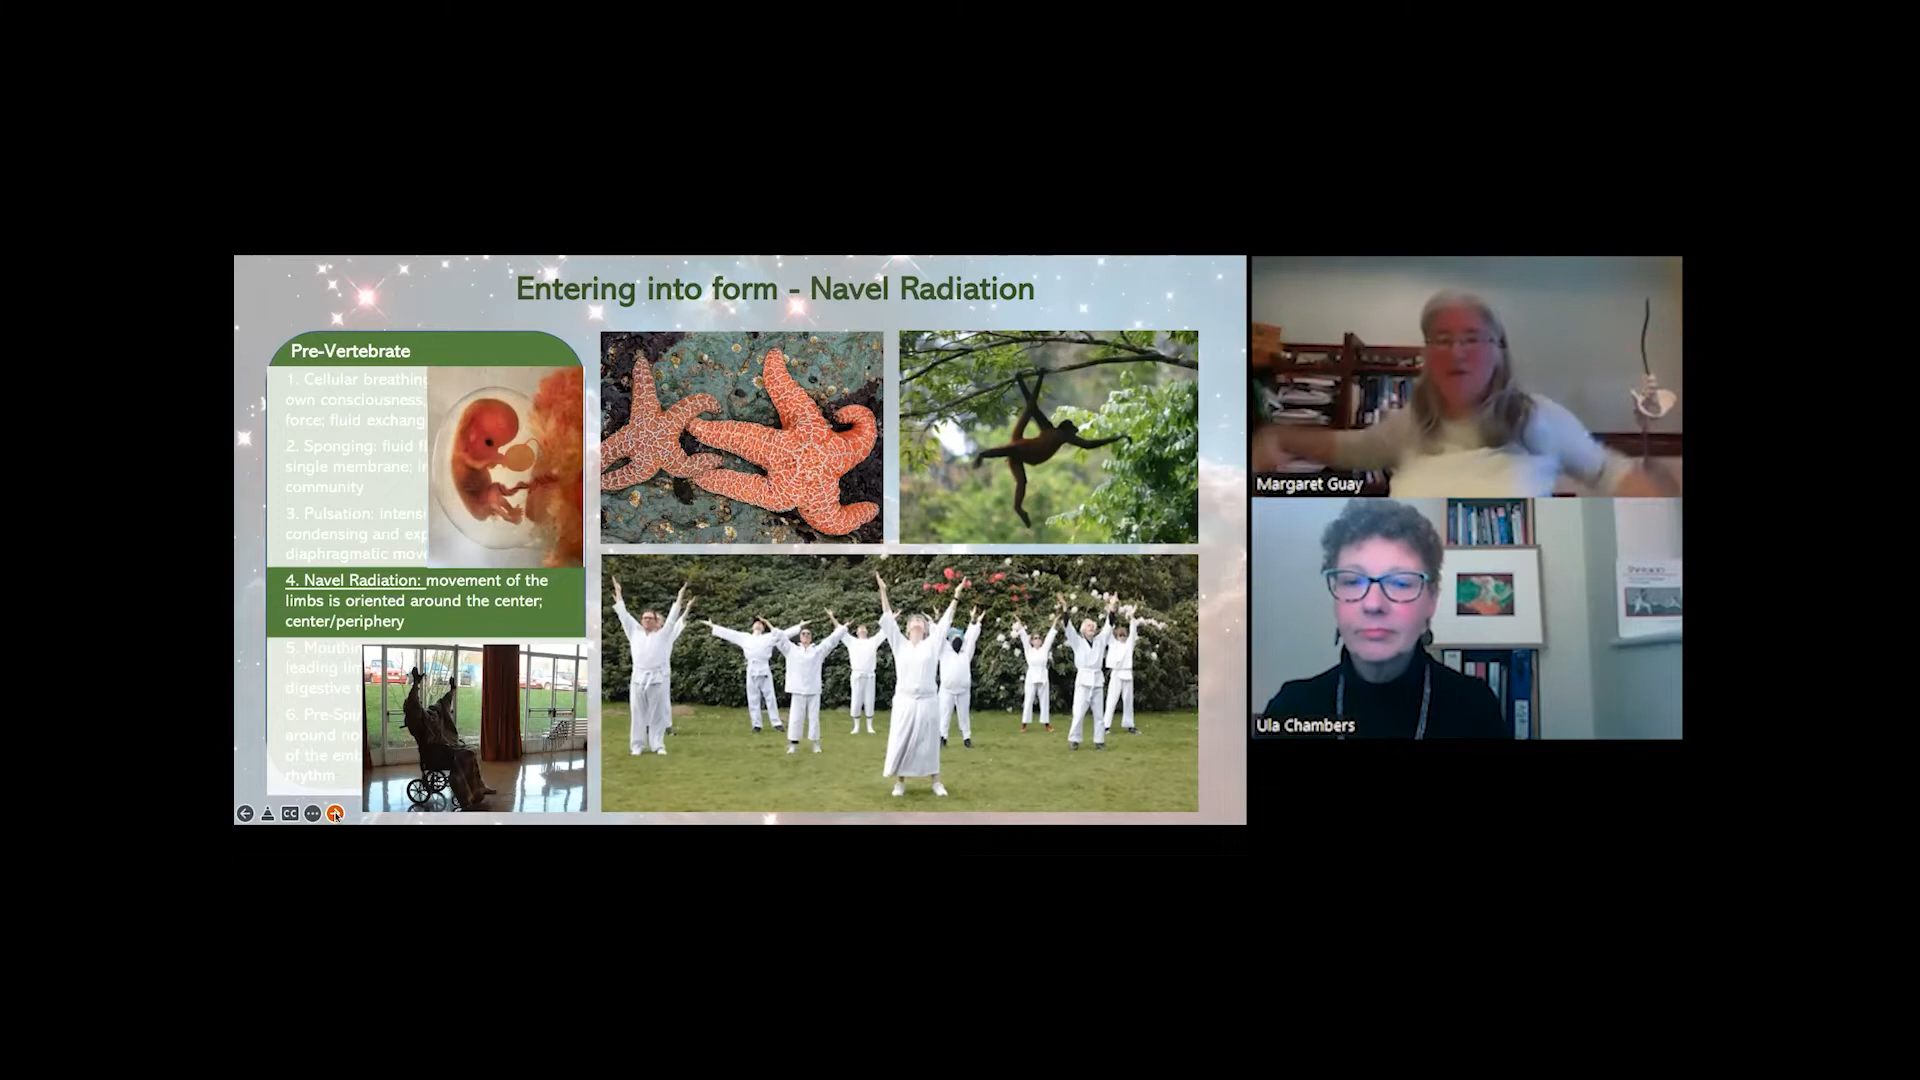 Entering into form - Navel Radiation
Pre-Vertebrate
1. Cellular breathing
own consciousness,
force; fluid exchang
2. Sponging: fluid fl
single membrane; in
community
3. Pulsation: intensi
condensing and exp
diaphragmatic move
4. Navel Radiation: movement of the
limbs is oriented around the center;
center/periphery
5. Mouthin
leading lim
digestive t
6. Pre-Spi
around no
of the emb
rhythm
CC
Margaret Guay
Ula Chambers